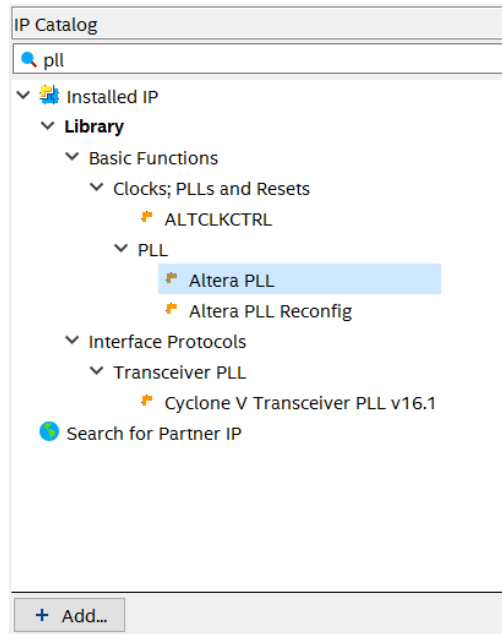 IP Catalog
pll
Installed IP
Library
Basic Functions
Clocks; PLLs and Resets
ALTCLKCTRL
PLL
Altera PLL
Altera PLL Reconfig
Interface Protocols
Transceiver PLL
Cyclone V Transceiver PLL v16.1
Search for Partner IP
+ Add...